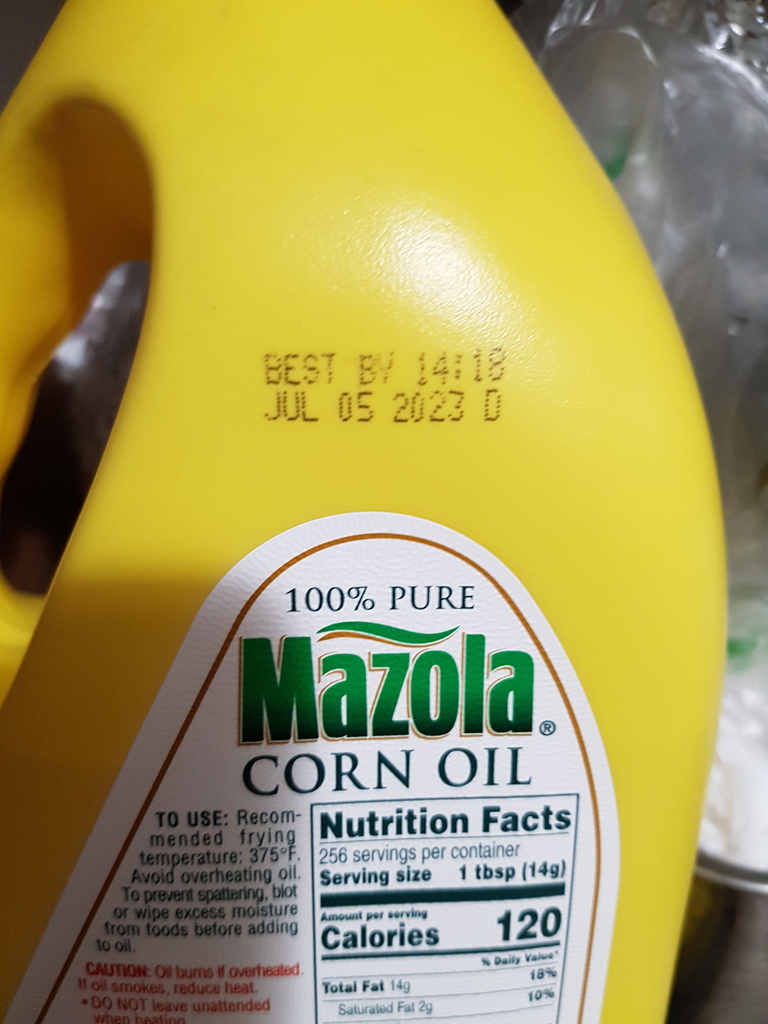 BEST BY 14:18
JUL 05 2023 D
100% PURE
Mazola®
CORN OIL
TO USE: Recom-
mended frying
temperature: 375°F.
Avoid overheating oil.
To prevent spattering, blot
or wipe excess moisture
from foods before adding
to oil.
CAUTION: Oil burns if overheated.
If oil smokes, reduce heat.
• DO NOT leave unattended
when heating.
Nutrition Facts
256 servings per container
Serving size 1 tbsp (14g)
Amount per serving
Calories 120
% Daily Value*
Total Fat 14g 18%
Saturated Fat 2g 10%